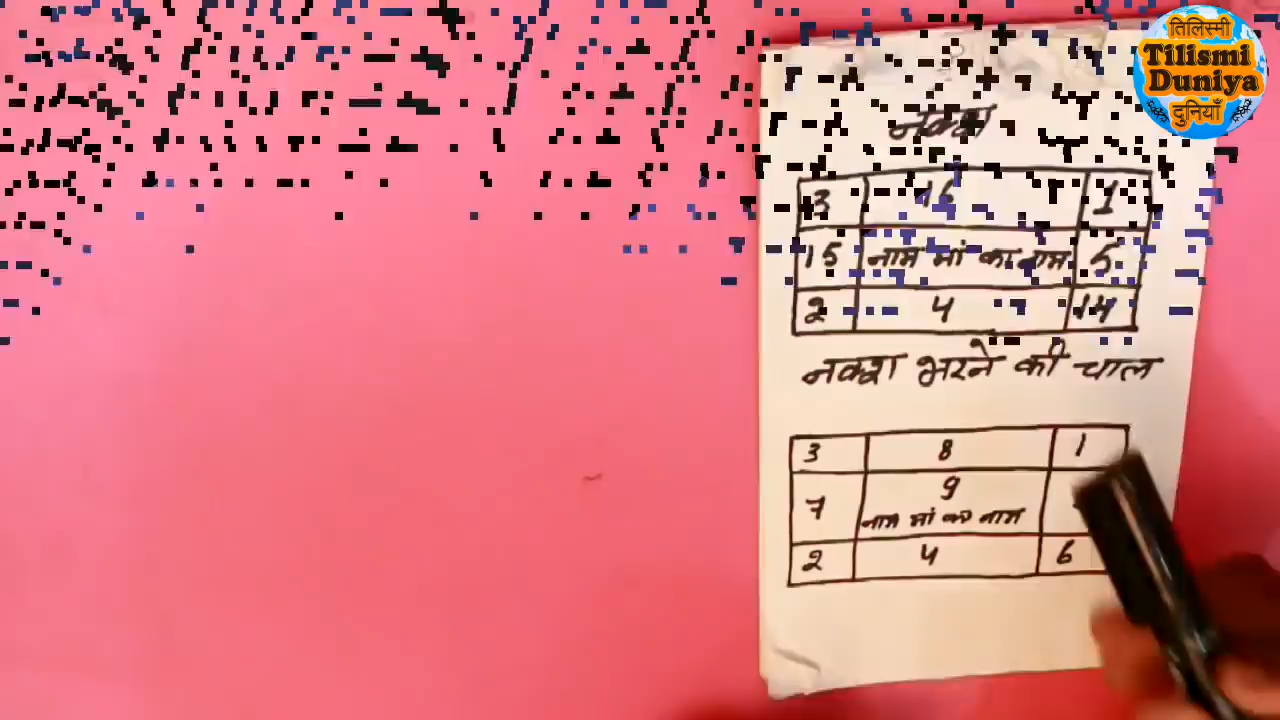 तिलिस्मी
Tilismi
Duniya
दुनियाँ
नक्श
3 16 1
15 नाम मां का नाम 5
2 4 14
नक्श भरने की चाल
3 8 1
7 9
नाम मां का नाम
2 4 6